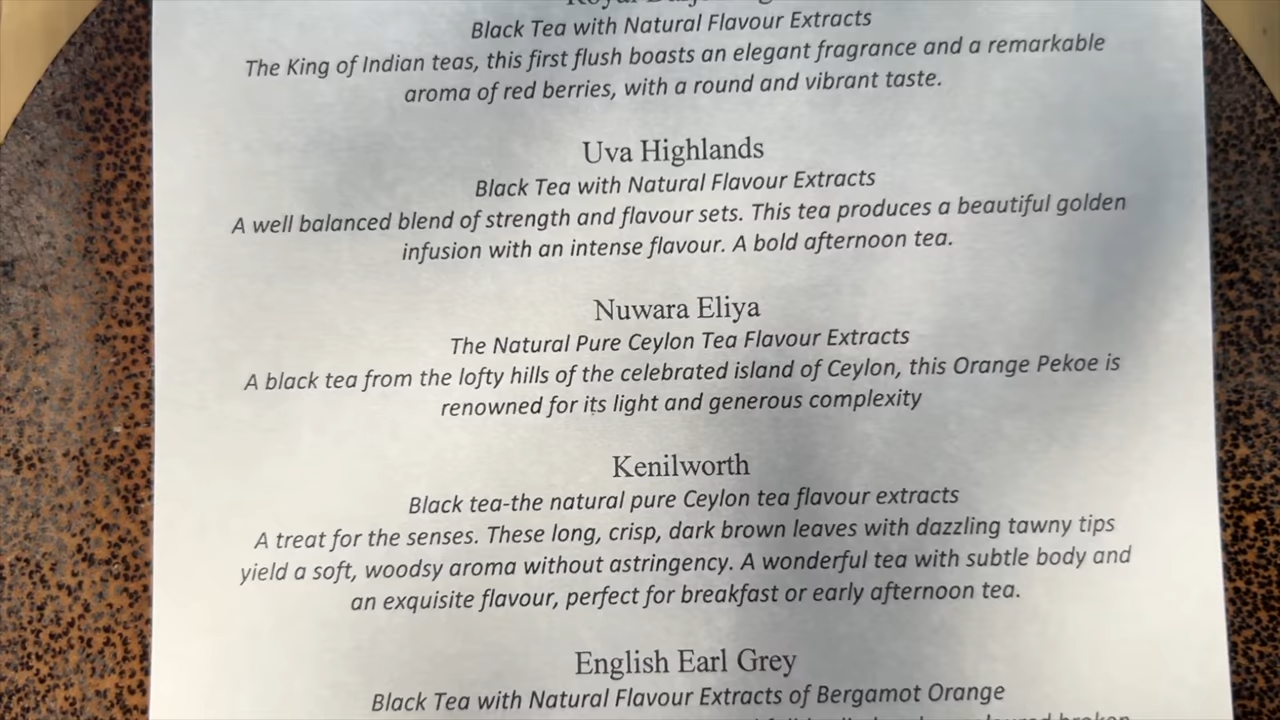 Black Tea with Natural Flavour Extracts
The King of Indian teas, this first flush boasts an elegant fragrance and a remarkable
aroma of red berries, with a round and vibrant taste.
Uva Highlands
Black Tea with Natural Flavour Extracts
A well balanced blend of strength and flavour sets. This tea produces a beautiful golden
infusion with an intense flavour. A bold afternoon tea.
Nuwara Eliya
The Natural Pure Ceylon Tea Flavour Extracts
A black tea from the lofty hills of the celebrated island of Ceylon, this Orange Pekoe is
renowned for its light and generous complexity
Kenilworth
Black tea-the natural pure Ceylon tea flavour extracts
A treat for the senses. These long, crisp, dark brown leaves with dazzling tawny tips
yield a soft, woodsy aroma without astringency. A wonderful tea with subtle body and
an exquisite flavour, perfect for breakfast or early afternoon tea.
English Earl Grey
Black Tea with Natural Flavour Extracts of Bergamot Orange